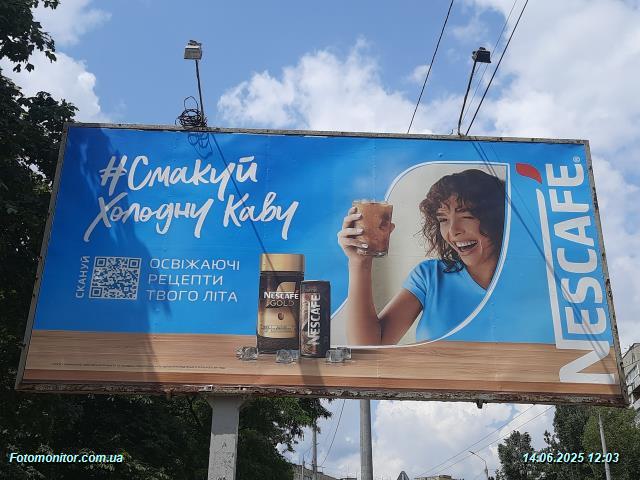 #Смакуй
Холодну Каву
СКАНУЙ
ОСВІЖАЮЧІ
РЕЦЕПТИ
ТВОГО ЛІТА
NESCAFÉ
GOLD
NESCAFÉ
NESCAFÉ®
Fotomonitor.com.ua
14.06.2025 12:03